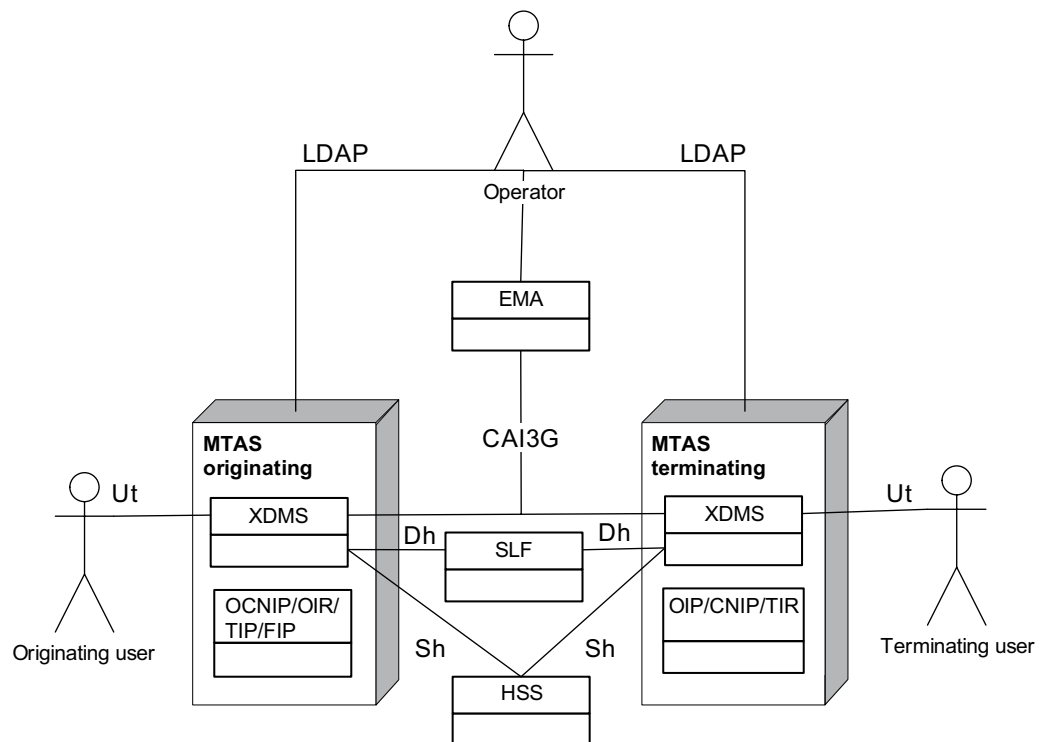 LDAP
LDAP
Operator
EMA
CAI3G
MTAS
originating
MTAS
terminating
Ut
Ut
XDMS
XDMS
Dh
Dh
SLF
OCNIP/OIR/
TIP/FIP
OIP/CNIP/TIR
Originating user
Terminating user
Sh
Sh
HSS